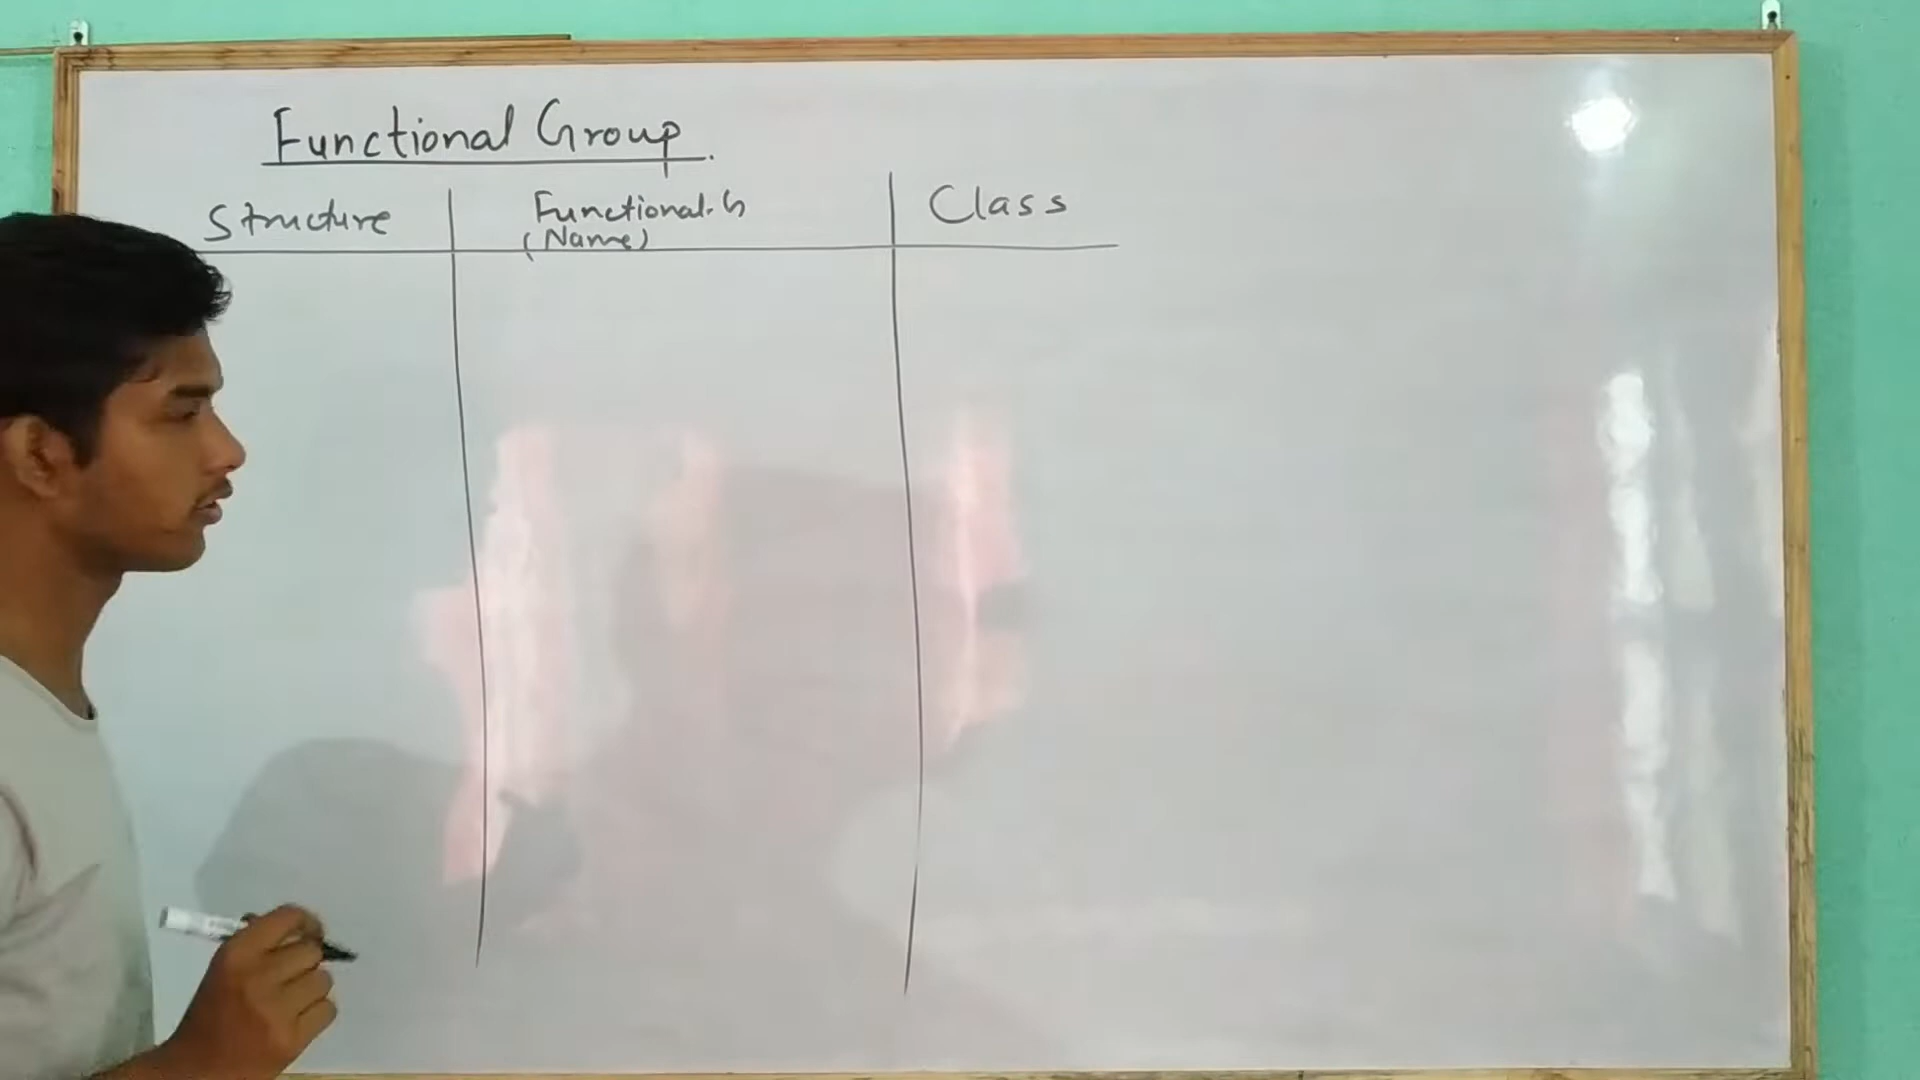 Functional Group.
Structure
Functional. G
(Name)
Class